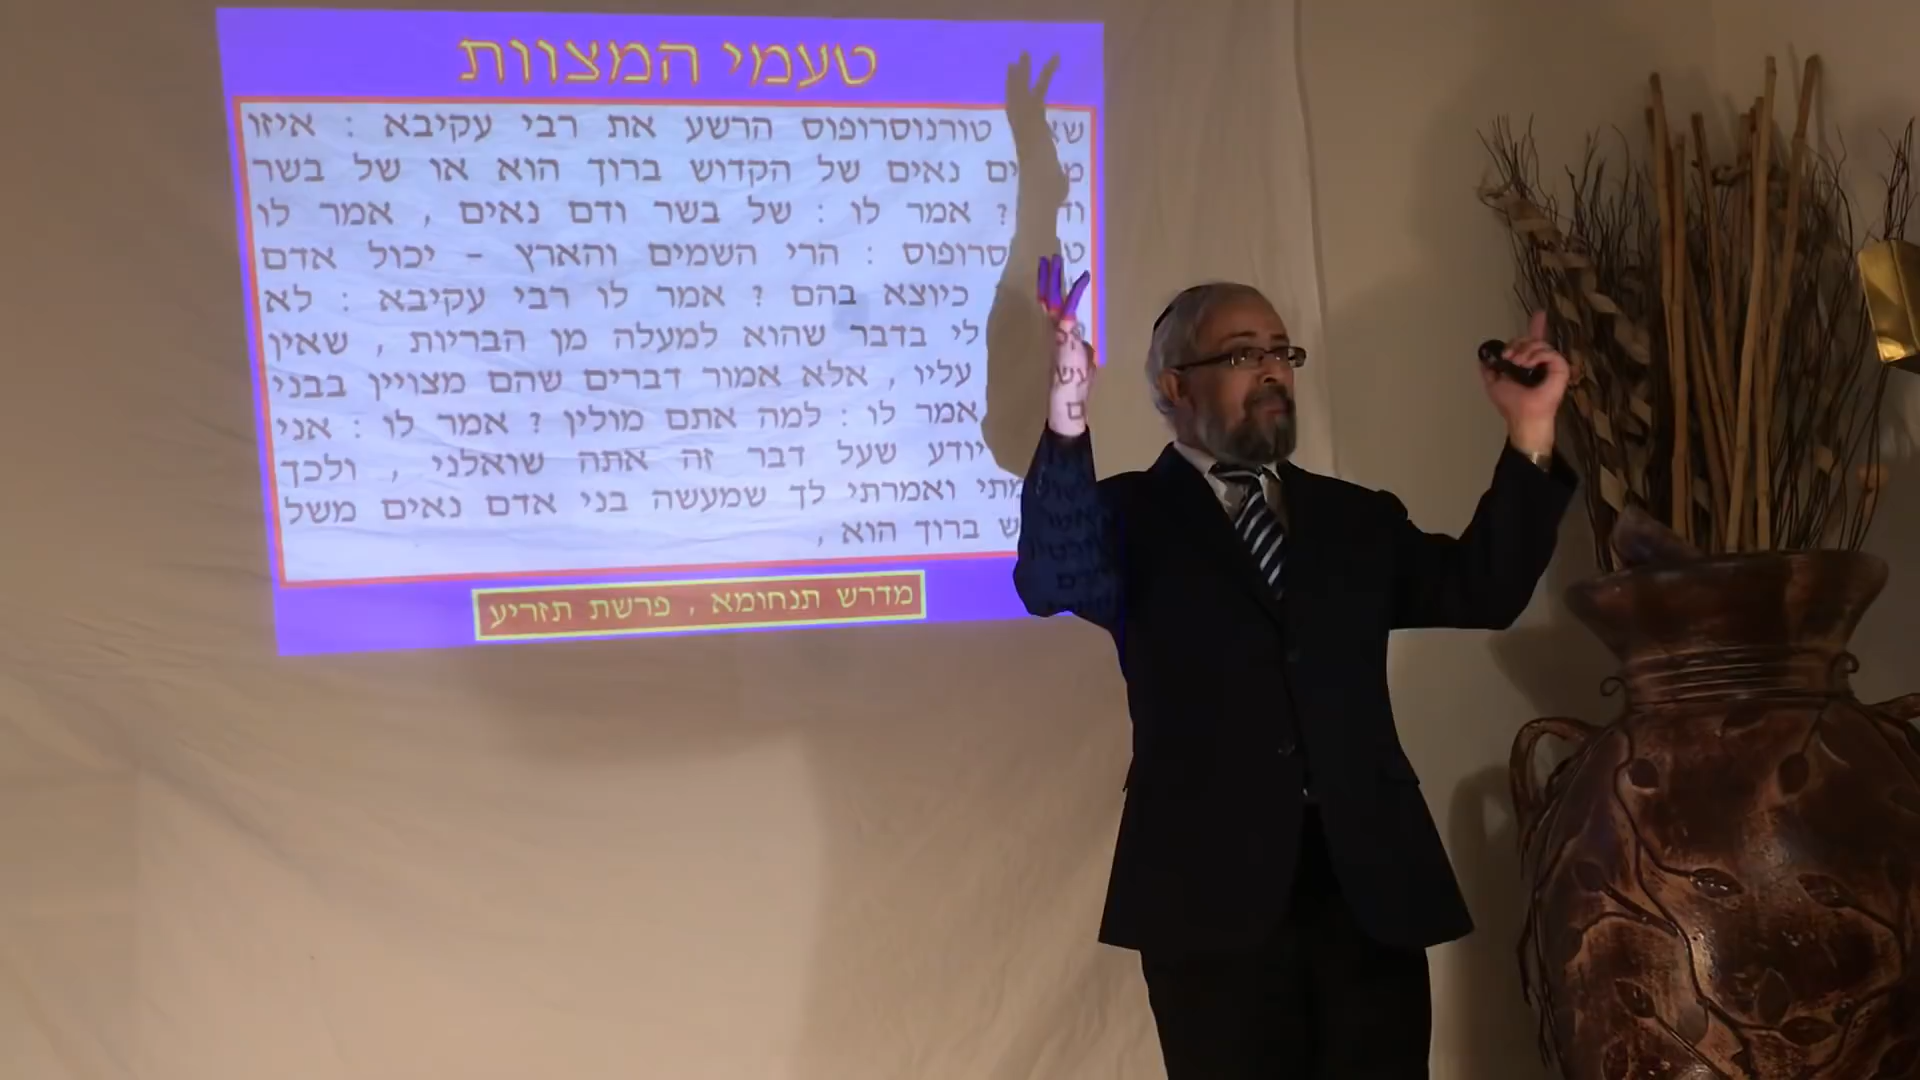 טעמי המצוות
טורנוסרופוס הרשע את רבי עקיבא : איזו
נאים של הקדוש ברוך הוא או של בשר
? אמר לו : של בשר ודם נאים , אמר לו
: הרי השמים והארץ - יכול אדם
כיוצא בהם ? אמר לו רבי עקיבא : לא
לי בדבר שהוא למעלה מן הבריות , שאין
עליו , אלא אמור דברים שהם מצויין בבני
אמר לו : למה אתם מולין ? אמר לו : אני
יודע שעל דבר זה אתה שואלני , ולכך
ואמרתי לך שמעשה בני אדם נאים משל
ברוך הוא ,
מדרש תנחומא , פרשת תזריע